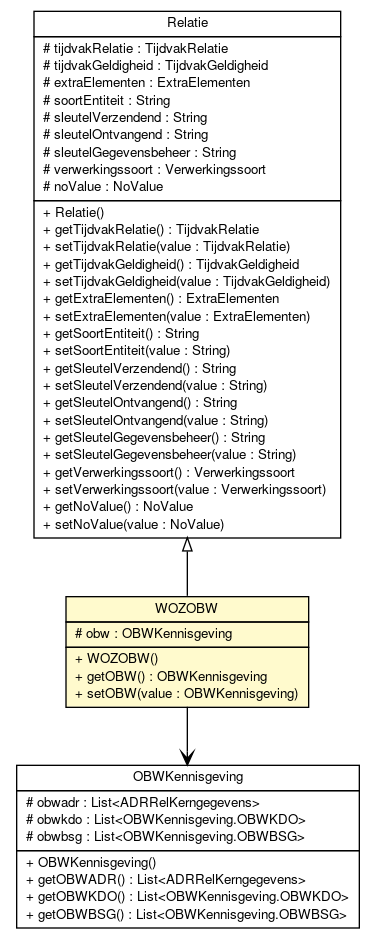 Relatie
# tijdvakRelatie : TijdvakRelatie
# tijdvakGeldigheid : TijdvakGeldigheid
# extraElementen : ExtraElementen
# soortEntiteit : String
# sleutelVerzendend : String
# sleutelOntvangend : String
# sleutelGegevensbeheer : String
# verwerkingssoort : Verwerkingssoort
# noValue : NoValue
+ Relatie()
+ getTijdvakRelatie() : TijdvakRelatie
+ setTijdvakRelatie(value : TijdvakRelatie)
+ getTijdvakGeldigheid() : TijdvakGeldigheid
+ setTijdvakGeldigheid(value : TijdvakGeldigheid)
+ getExtraElementen() : ExtraElementen
+ setExtraElementen(value : ExtraElementen)
+ getSoortEntiteit() : String
+ setSoortEntiteit(value : String)
+ getSleutelVerzendend() : String
+ setSleutelVerzendend(value : String)
+ getSleutelOntvangend() : String
+ setSleutelOntvangend(value : String)
+ getSleutelGegevensbeheer() : String
+ setSleutelGegevensbeheer(value : String)
+ getVerwerkingssoort() : Verwerkingssoort
+ setVerwerkingssoort(value : Verwerkingssoort)
+ getNoValue() : NoValue
+ setNoValue(value : NoValue)
WOZOBW
# obw : OBWKennisgeving
+ WOZOBW()
+ getOBW() : OBWKennisgeving
+ setOBW(value : OBWKennisgeving)
OBWKennisgeving
# obwadr : List<ADRRelKerngegevens>
# obwkdo : List<OBWKennisgeving.OBWKDO>
# obwbsg : List<OBWKennisgeving.OBWBSG>
+ OBWKennisgeving()
+ getOBWADR() : List<ADRRelKerngegevens>
+ getOBWKDO() : List<OBWKennisgeving.OBWKDO>
+ getOBWBSG() : List<OBWKennisgeving.OBWBSG>